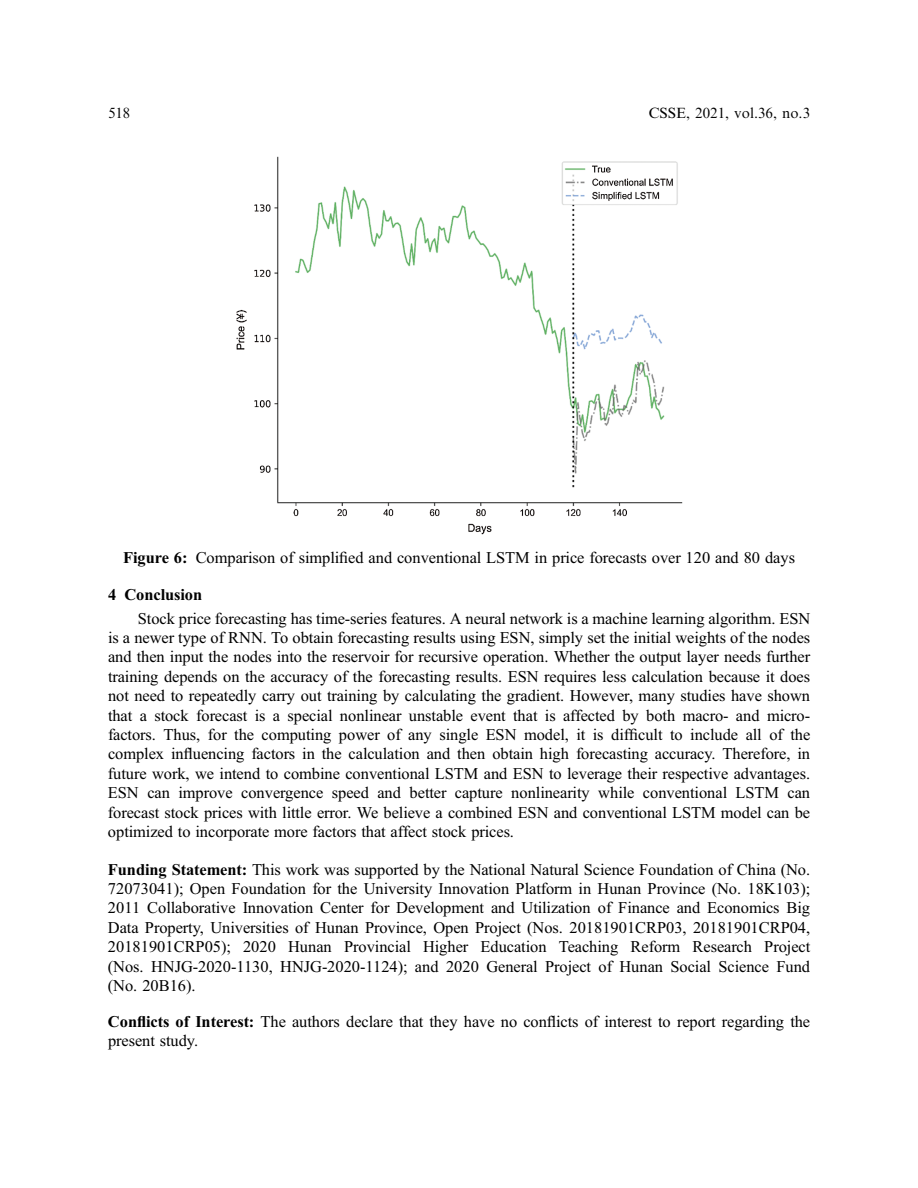 518
CSSE, 2021, vol.36, no.3
True
Conventional LSTM
Simplified LSTM
130
120
110
100
90
Price (¥)
0 20 40 60 80 100 120 140
Days
Figure 6: Comparison of simplified and conventional LSTM in price forecasts over 120 and 80 days
4 Conclusion
Stock price forecasting has time-series features. A neural network is a machine learning algorithm. ESN
is a newer type of RNN. To obtain forecasting results using ESN, simply set the initial weights of the nodes
and then input the nodes into the reservoir for recursive operation. Whether the output layer needs further
training depends on the accuracy of the forecasting results. ESN requires less calculation because it does
not need to repeatedly carry out training by calculating the gradient. However, many studies have shown
that a stock forecast is a special nonlinear unstable event that is affected by both macro- and micro-
factors. Thus, for the computing power of any single ESN model, it is difficult to include all of the
complex influencing factors in the calculation and then obtain high forecasting accuracy. Therefore, in
future work, we intend to combine conventional LSTM and ESN to leverage their respective advantages.
ESN can improve convergence speed and better capture nonlinearity while conventional LSTM can
forecast stock prices with little error. We believe a combined ESN and conventional LSTM model can be
optimized to incorporate more factors that affect stock prices.
Funding Statement: This work was supported by the National Natural Science Foundation of China (No.
72073041); Open Foundation for the University Innovation Platform in Hunan Province (No. 18K103);
2011 Collaborative Innovation Center for Development and Utilization of Finance and Economics Big
Data Property, Universities of Hunan Province, Open Project (Nos. 20181901CRP03, 20181901CRP04,
20181901CRP05); 2020 Hunan Provincial Higher Education Teaching Reform Research Project
(Nos. HNJG-2020-1130, HNJG-2020-1124); and 2020 General Project of Hunan Social Science Fund
(No. 20B16).
Conflicts of Interest: The authors declare that they have no conflicts of interest to report regarding the
present study.